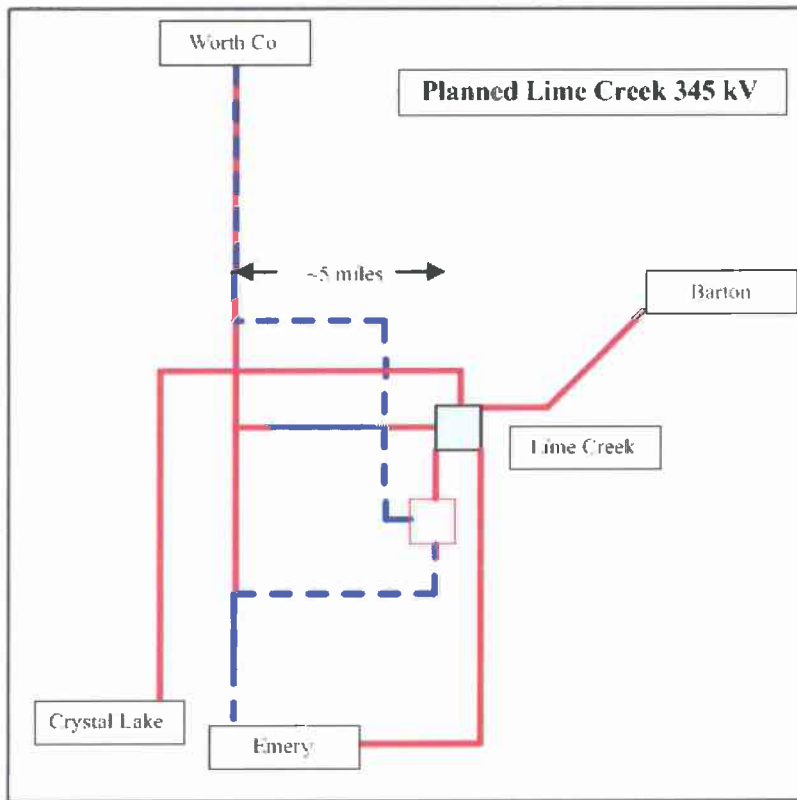 Worth Co
Planned Lime Creek 345 kV
~5 miles
Barton
Lime Creek
Crystal Lake
Emery